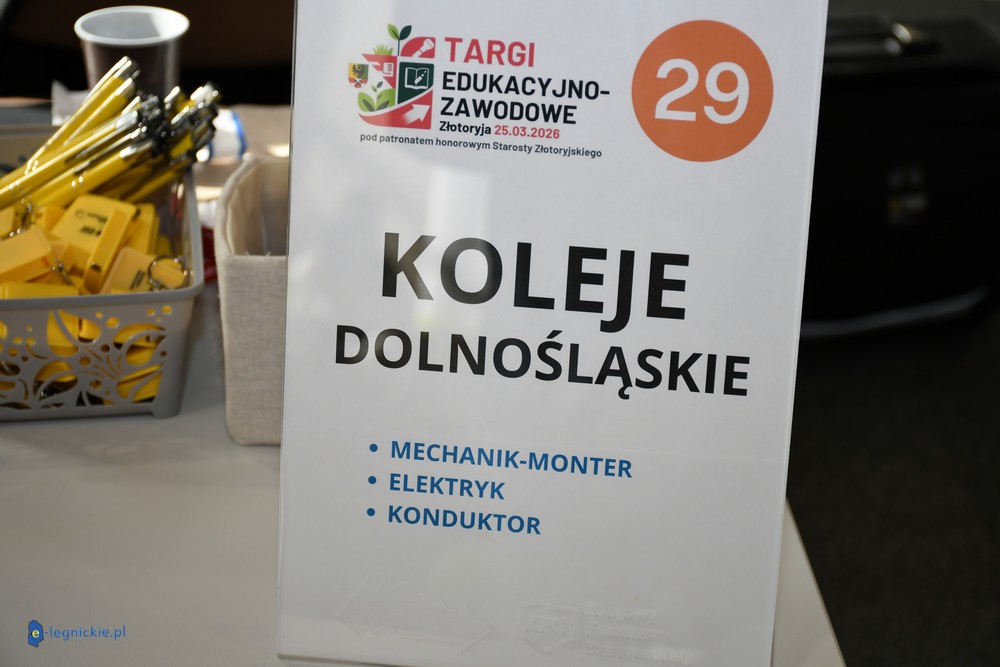 TARGI
EDUKACYJNO-
ZAWODOWE
Złotoryja 25.03.2026
pod patronatem honorowym Starosty Złotoryjskiego
29
KOLEJE
DOLNOŚLĄSKIE
• MECHANIK-MONTER
• ELEKTRYK
• KONDUKTOR
e-legnickie.pl